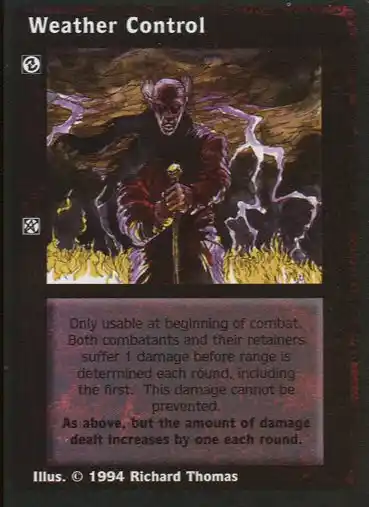 Weather Control
Only usable at beginning of combat.
Both combatants and their retainers
suffer 1 damage before range is
determined each round, including
the first. This damage cannot be
prevented.
As above, but the amount of damage
dealt increases by one each round.
Illus. © 1994 Richard Thomas